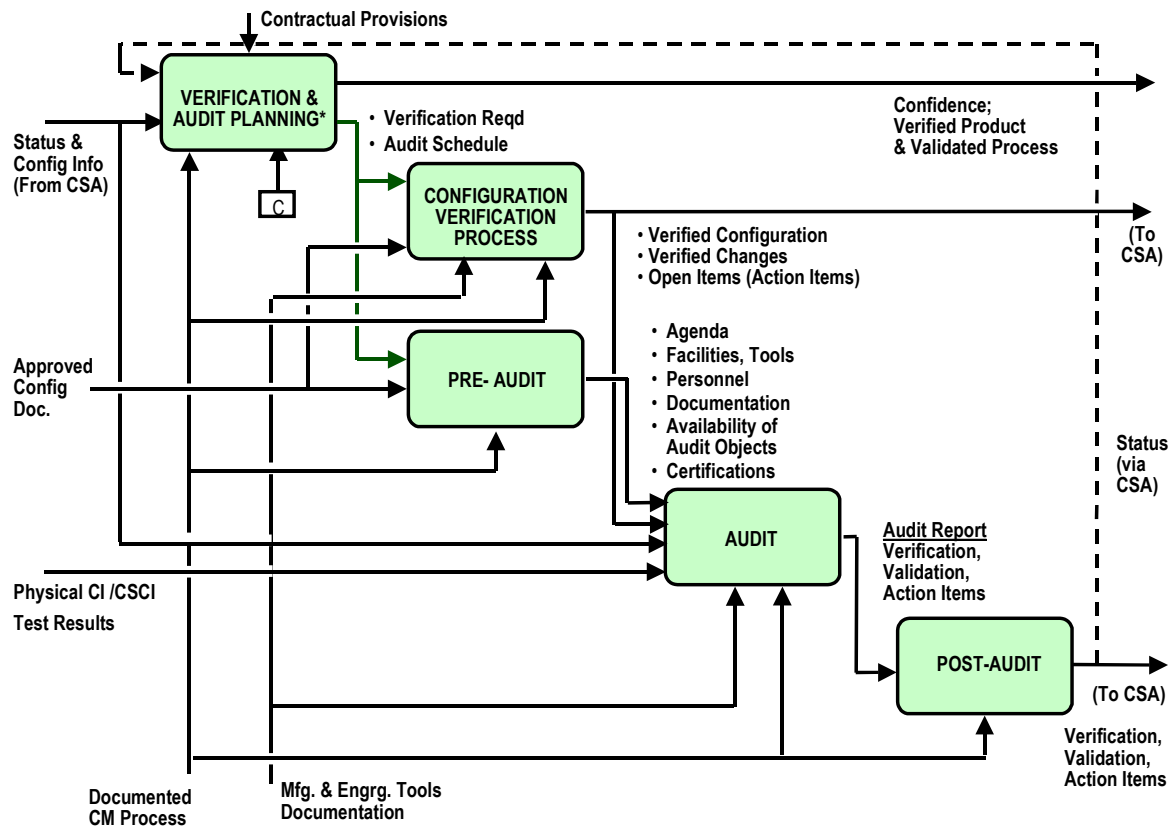 Contractual Provisions
VERIFICATION &
AUDIT PLANNING*
Status &
Config Info
(From CSA)
C
• Verification Reqd
• Audit Schedule
Confidence;
Verified Product
& Validated Process
CONFIGURATION
VERIFICATION
PROCESS
(To
CSA)
• Verified Configuration
• Verified Changes
• Open Items (Action Items)
Approved
Config
Doc.
PRE- AUDIT
• Agenda
• Facilities, Tools
• Personnel
• Documentation
• Availability of
Audit Objects
• Certifications
Status
(via
CSA)
AUDIT
Audit Report
Verification,
Validation,
Action Items
Physical CI /CSCI
Test Results
POST-AUDIT
(To CSA)
Verification,
Validation,
Action Items
Documented
CM Process
Mfg. & Engrg. Tools
Documentation